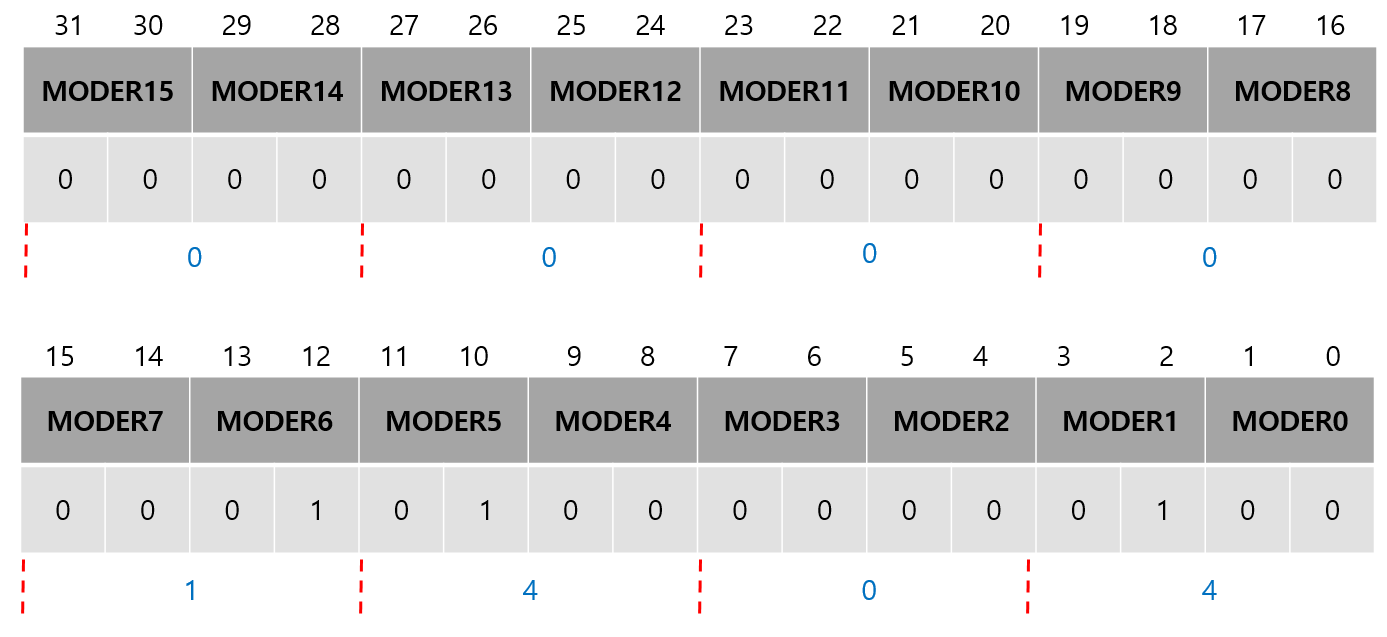 31 30 29 28 27 26 25 24 23 22 21 20 19 18 17 16
MODER15 MODER14 MODER13 MODER12 MODER11 MODER10 MODER9 MODER8
0 0 0 0 0 0 0 0 0 0 0 0 0 0 0 0
0 0 0 0
15 14 13 12 11 10 9 8 7 6 5 4 3 2 1 0
MODER7 MODER6 MODER5 MODER4 MODER3 MODER2 MODER1 MODER0
0 0 0 1 0 1 0 0 0 0 0 0 0 1 0 0
1 4 0 4